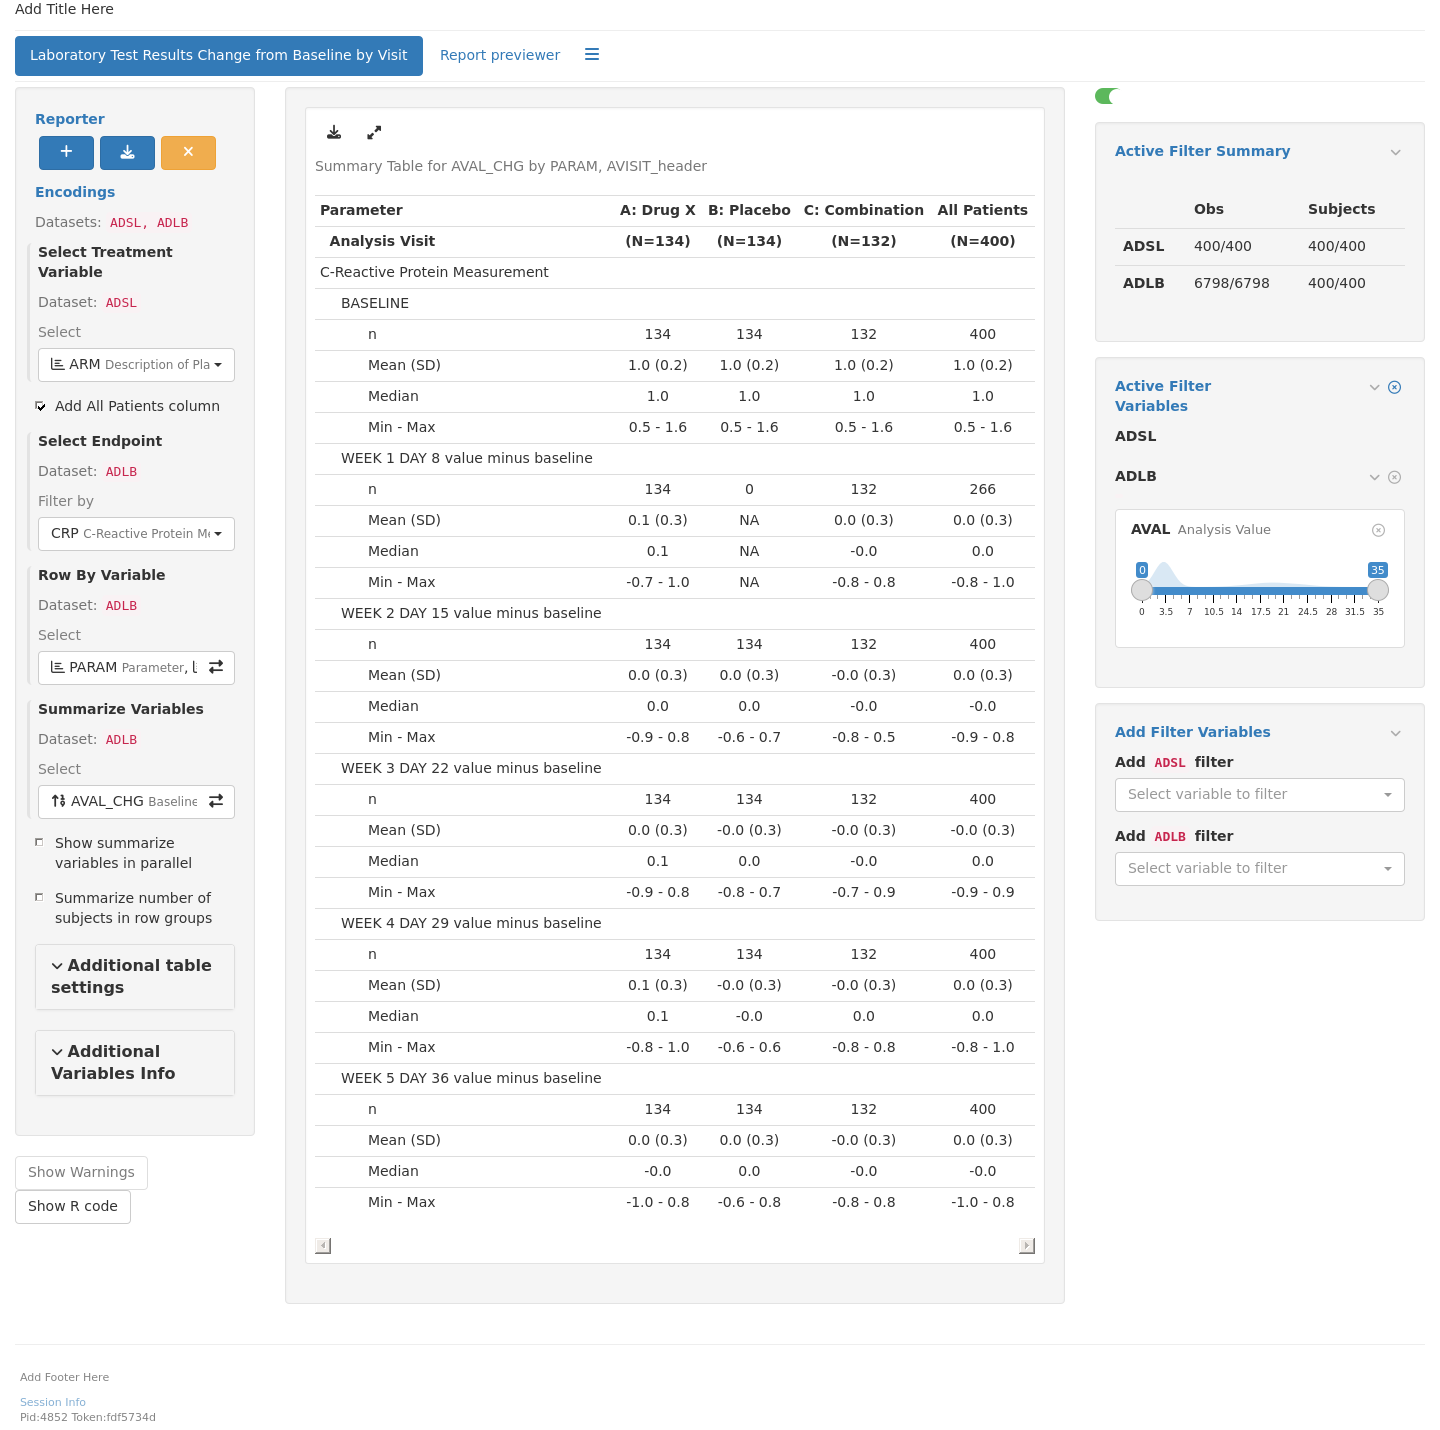 Add Title Here
Laboratory Test Results Change from Baseline by Visit
Report previewer
Reporter
Encodings
Datasets: ADSL, ADLB
Select Treatment
Variable
Dataset: ADSL
Select
ARM Description of Pla
Add All Patients column
Select Endpoint
Dataset: ADLB
Filter by
CRP C-Reactive Protein Me
Row By Variable
Dataset: ADLB
Select
PARAM Parameter,
Summarize Variables
Dataset: ADLB
Select
AVAL_CHG Baseline
Show summarize
variables in parallel
Summarize number of
subjects in row groups
Additional table
settings
Additional
Variables Info
Show Warnings
Show R code
Summary Table for AVAL_CHG by PARAM, AVISIT_header
Parameter A: Drug X B: Placebo C: Combination All Patients
Analysis Visit (N=134) (N=134) (N=132) (N=400)
C-Reactive Protein Measurement
BASELINE
n 134 134 132 400
Mean (SD) 1.0 (0.2) 1.0 (0.2) 1.0 (0.2) 1.0 (0.2)
Median 1.0 1.0 1.0 1.0
Min - Max 0.5 - 1.6 0.5 - 1.6 0.5 - 1.6 0.5 - 1.6
WEEK 1 DAY 8 value minus baseline
n 134 0 132 266
Mean (SD) 0.1 (0.3) NA 0.0 (0.3) 0.0 (0.3)
Median 0.1 NA -0.0 0.0
Min - Max -0.7 - 1.0 NA -0.8 - 0.8 -0.8 - 1.0
WEEK 2 DAY 15 value minus baseline
n 134 134 132 400
Mean (SD) 0.0 (0.3) 0.0 (0.3) -0.0 (0.3) 0.0 (0.3)
Median 0.0 0.0 -0.0 -0.0
Min - Max -0.9 - 0.8 -0.6 - 0.7 -0.8 - 0.5 -0.9 - 0.8
WEEK 3 DAY 22 value minus baseline
n 134 134 132 400
Mean (SD) 0.0 (0.3) -0.0 (0.3) -0.0 (0.3) -0.0 (0.3)
Median 0.1 0.0 -0.0 0.0
Min - Max -0.9 - 0.8 -0.8 - 0.7 -0.7 - 0.9 -0.9 - 0.9
WEEK 4 DAY 29 value minus baseline
n 134 134 132 400
Mean (SD) 0.1 (0.3) -0.0 (0.3) -0.0 (0.3) 0.0 (0.3)
Median 0.1 -0.0 0.0 0.0
Min - Max -0.8 - 1.0 -0.6 - 0.6 -0.8 - 0.8 -0.8 - 1.0
WEEK 5 DAY 36 value minus baseline
n 134 134 132 400
Mean (SD) 0.0 (0.3) 0.0 (0.3) -0.0 (0.3) 0.0 (0.3)
Median -0.0 0.0 -0.0 -0.0
Min - Max -1.0 - 0.8 -0.6 - 0.8 -0.8 - 0.8 -1.0 - 0.8
Active Filter Summary
Obs Subjects
ADSL 400/400 400/400
ADLB 6798/6798 400/400
Active Filter
Variables
ADSL
ADLB
AVAL Analysis Value
0 35
0 3.5 7 10.5 14 17.5 21 24.5 28 31.5 35
Add Filter Variables
Add ADSL filter
Select variable to filter
Add ADLB filter
Select variable to filter
Add Footer Here
Session Info
Pid:4852 Token:fdf5734d